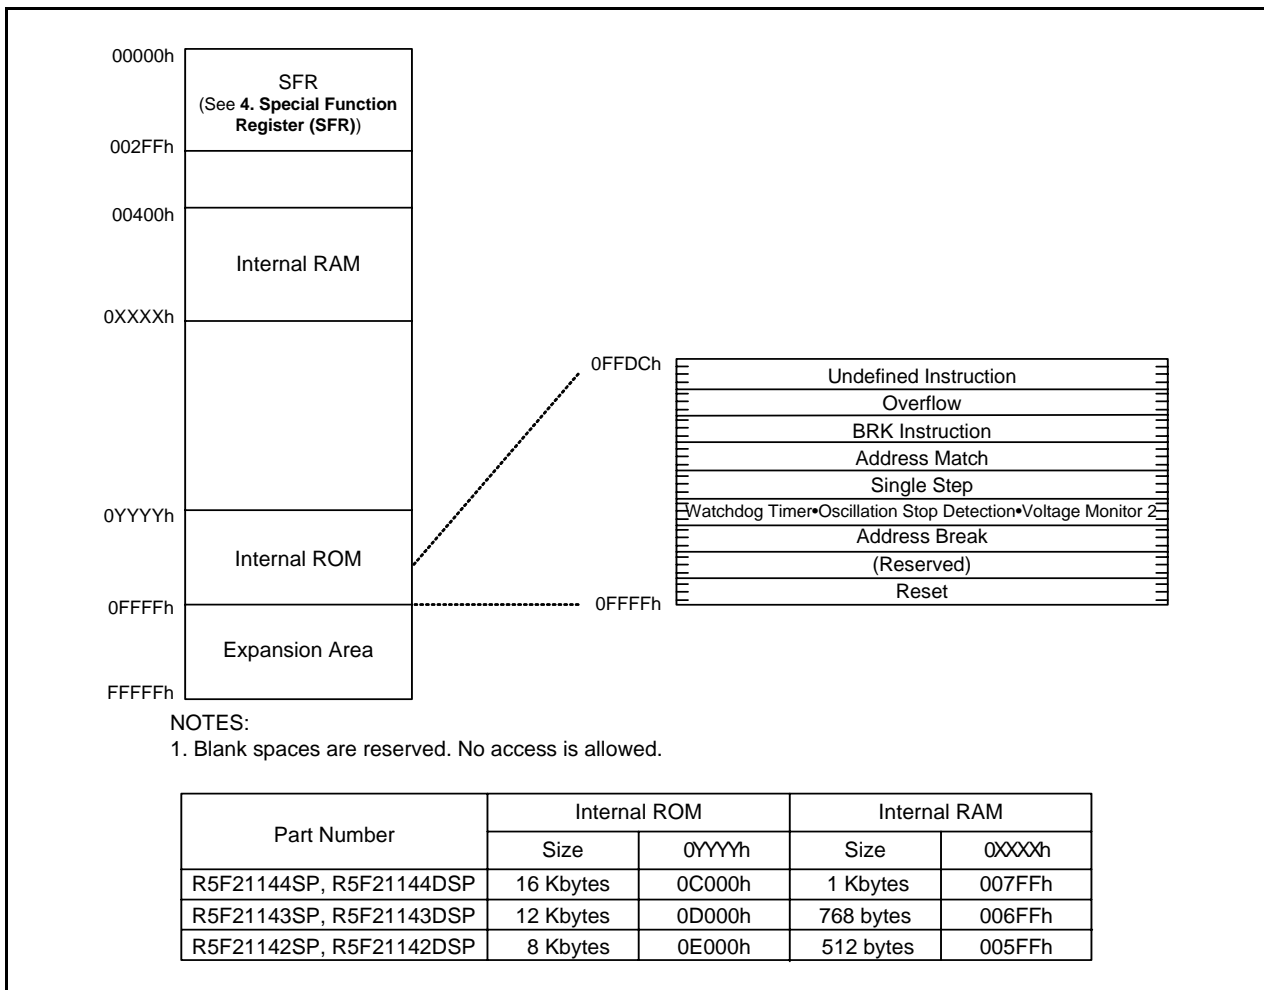 00000h
SFR
(See 4. Special Function
Register (SFR))
002FFh
00400h
Internal RAM
0XXXXh
0YYYYh
Internal ROM
0FFFFh
Expansion Area
FFFFFh
0FFDCh
Undefined Instruction
Overflow
BRK Instruction
Address Match
Single Step
Watchdog Timer•Oscillation Stop Detection•Voltage Monitor 2
Address Break
(Reserved)
Reset
0FFFFh
NOTES:
1. Blank spaces are reserved. No access is allowed.
Part Number Internal ROM Internal RAM
Size 0YYYYh Size 0XXXXh
R5F21144SP, R5F21144DSP 16 Kbytes 0C000h 1 Kbytes 007FFh
R5F21143SP, R5F21143DSP 12 Kbytes 0D000h 768 bytes 006FFh
R5F21142SP, R5F21142DSP 8 Kbytes 0E000h 512 bytes 005FFh